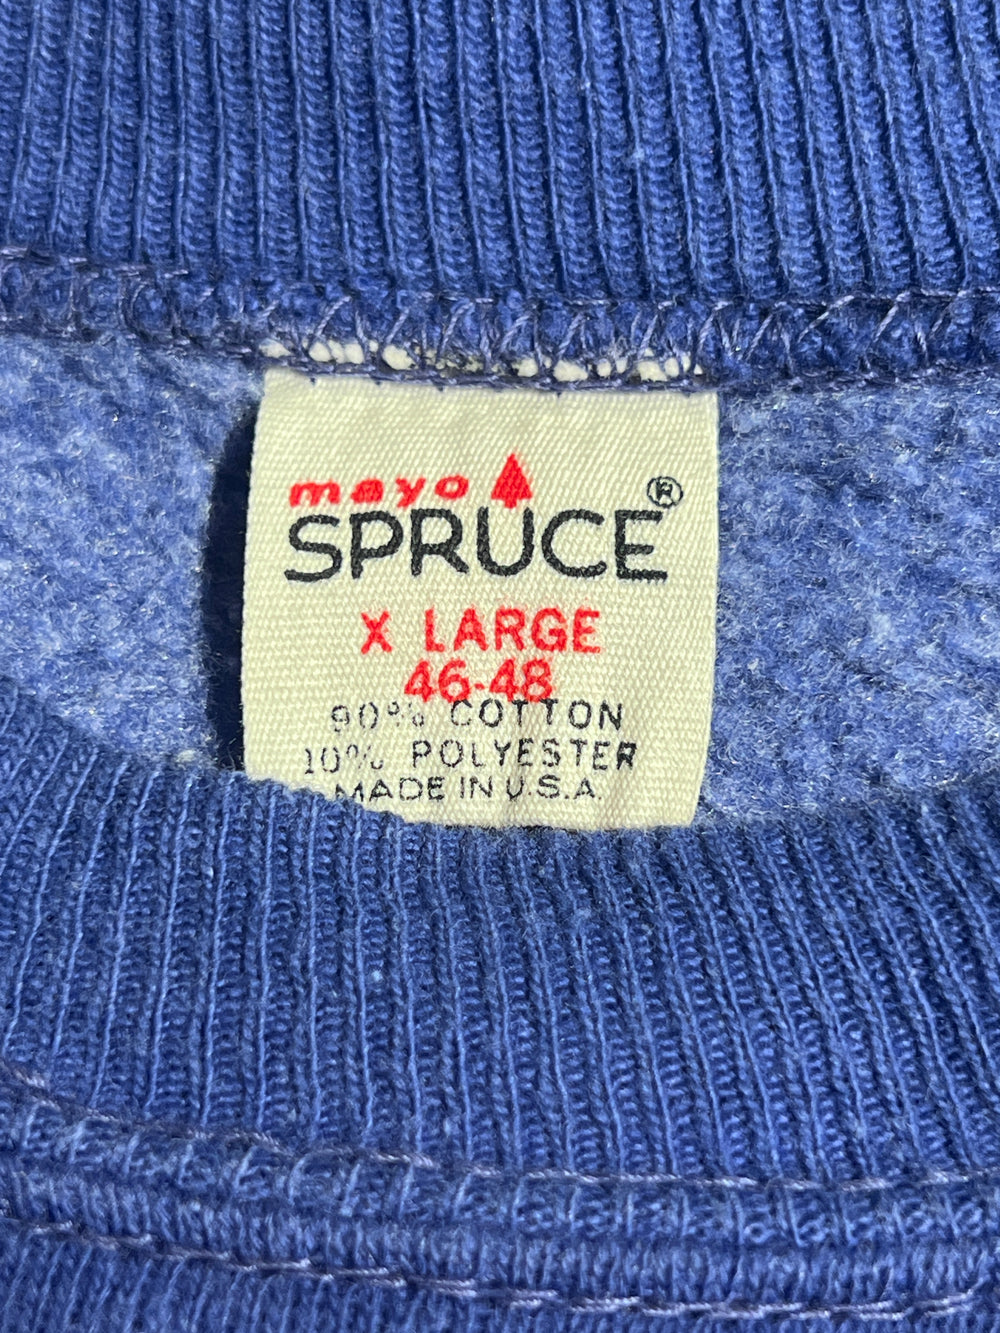 mayo
SPRUCE®
X LARGE
46-48
90% COTTON
10% POLYESTER
MADE IN U.S.A.